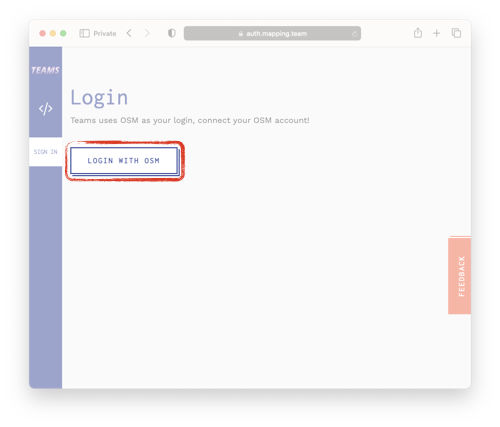 Private
auth.mapping.team
TEAMS
</>
SIGN IN
Login
Teams uses OSM as your login, connect your OSM account!
LOGIN WITH OSM
FEEDBACK